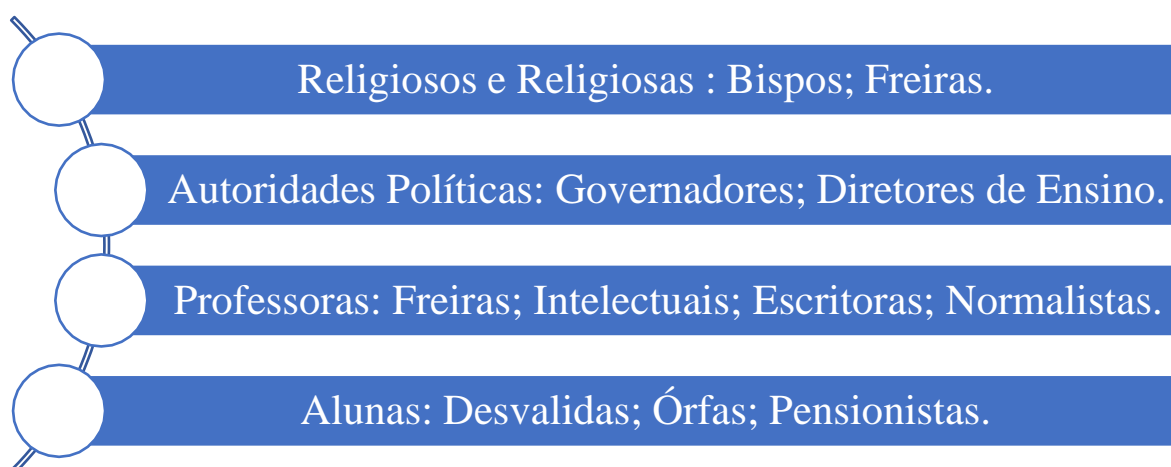 Religiosos e Religiosas : Bispos; Freiras.
Autoridades Políticas: Governadores; Diretores de Ensino.
Professoras: Freiras; Intelectuais; Escritoras; Normalistas.
Alunas: Desvalidas; Órfas; Pensionistas.